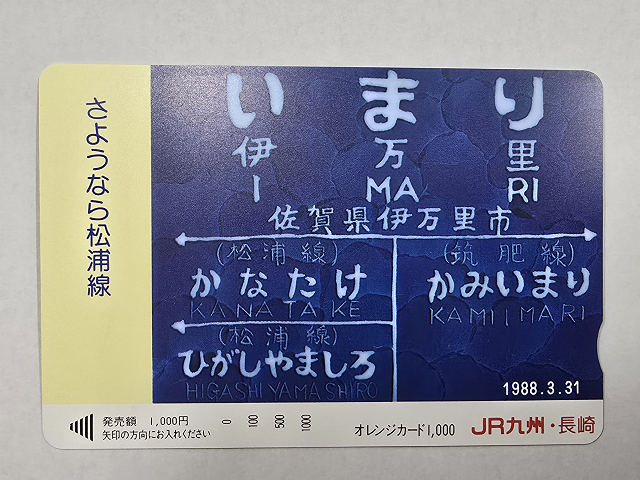 さようなら松浦線
いまり
伊万里
I MA RI
佐賀県伊万里市
(松浦線)
かなたけ
KANATAKE
(松浦線)
ひがしやましろ
HIGASHIYAMASHIRO
(筑肥線)
かみいまり
KAMIIMARI
1988.3.31
発売額 1,000円
矢印の方向にお入れください
0 100 500 1000
オレンジカード1,000
JR九州・長崎